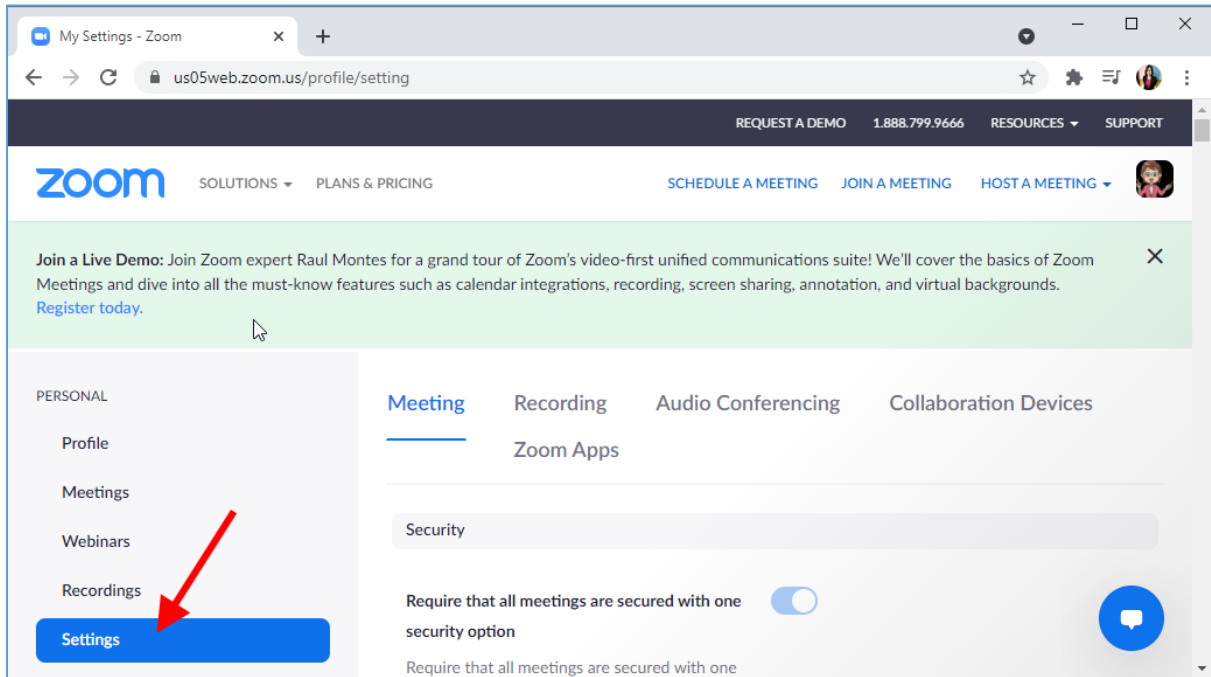 My Settings - Zoom
us05web.zoom.us/profile/setting
REQUEST A DEMO 1.888.799.9666 RESOURCES SUPPORT
zoom SOLUTIONS PLANS & PRICING SCHEDULE A MEETING JOIN A MEETING HOST A MEETING
Join a Live Demo: Join Zoom expert Raul Montes for a grand tour of Zoom's video-first unified communications suite! We'll cover the basics of Zoom
Meetings and dive into all the must-know features such as calendar integrations, recording, screen sharing, annotation, and virtual backgrounds.
Register today.
PERSONAL
Profile
Meetings
Webinars
Recordings
Settings
Meeting Recording Audio Conferencing Collaboration Devices
Zoom Apps
Security
Require that all meetings are secured with one
security option
Require that all meetings are secured with one